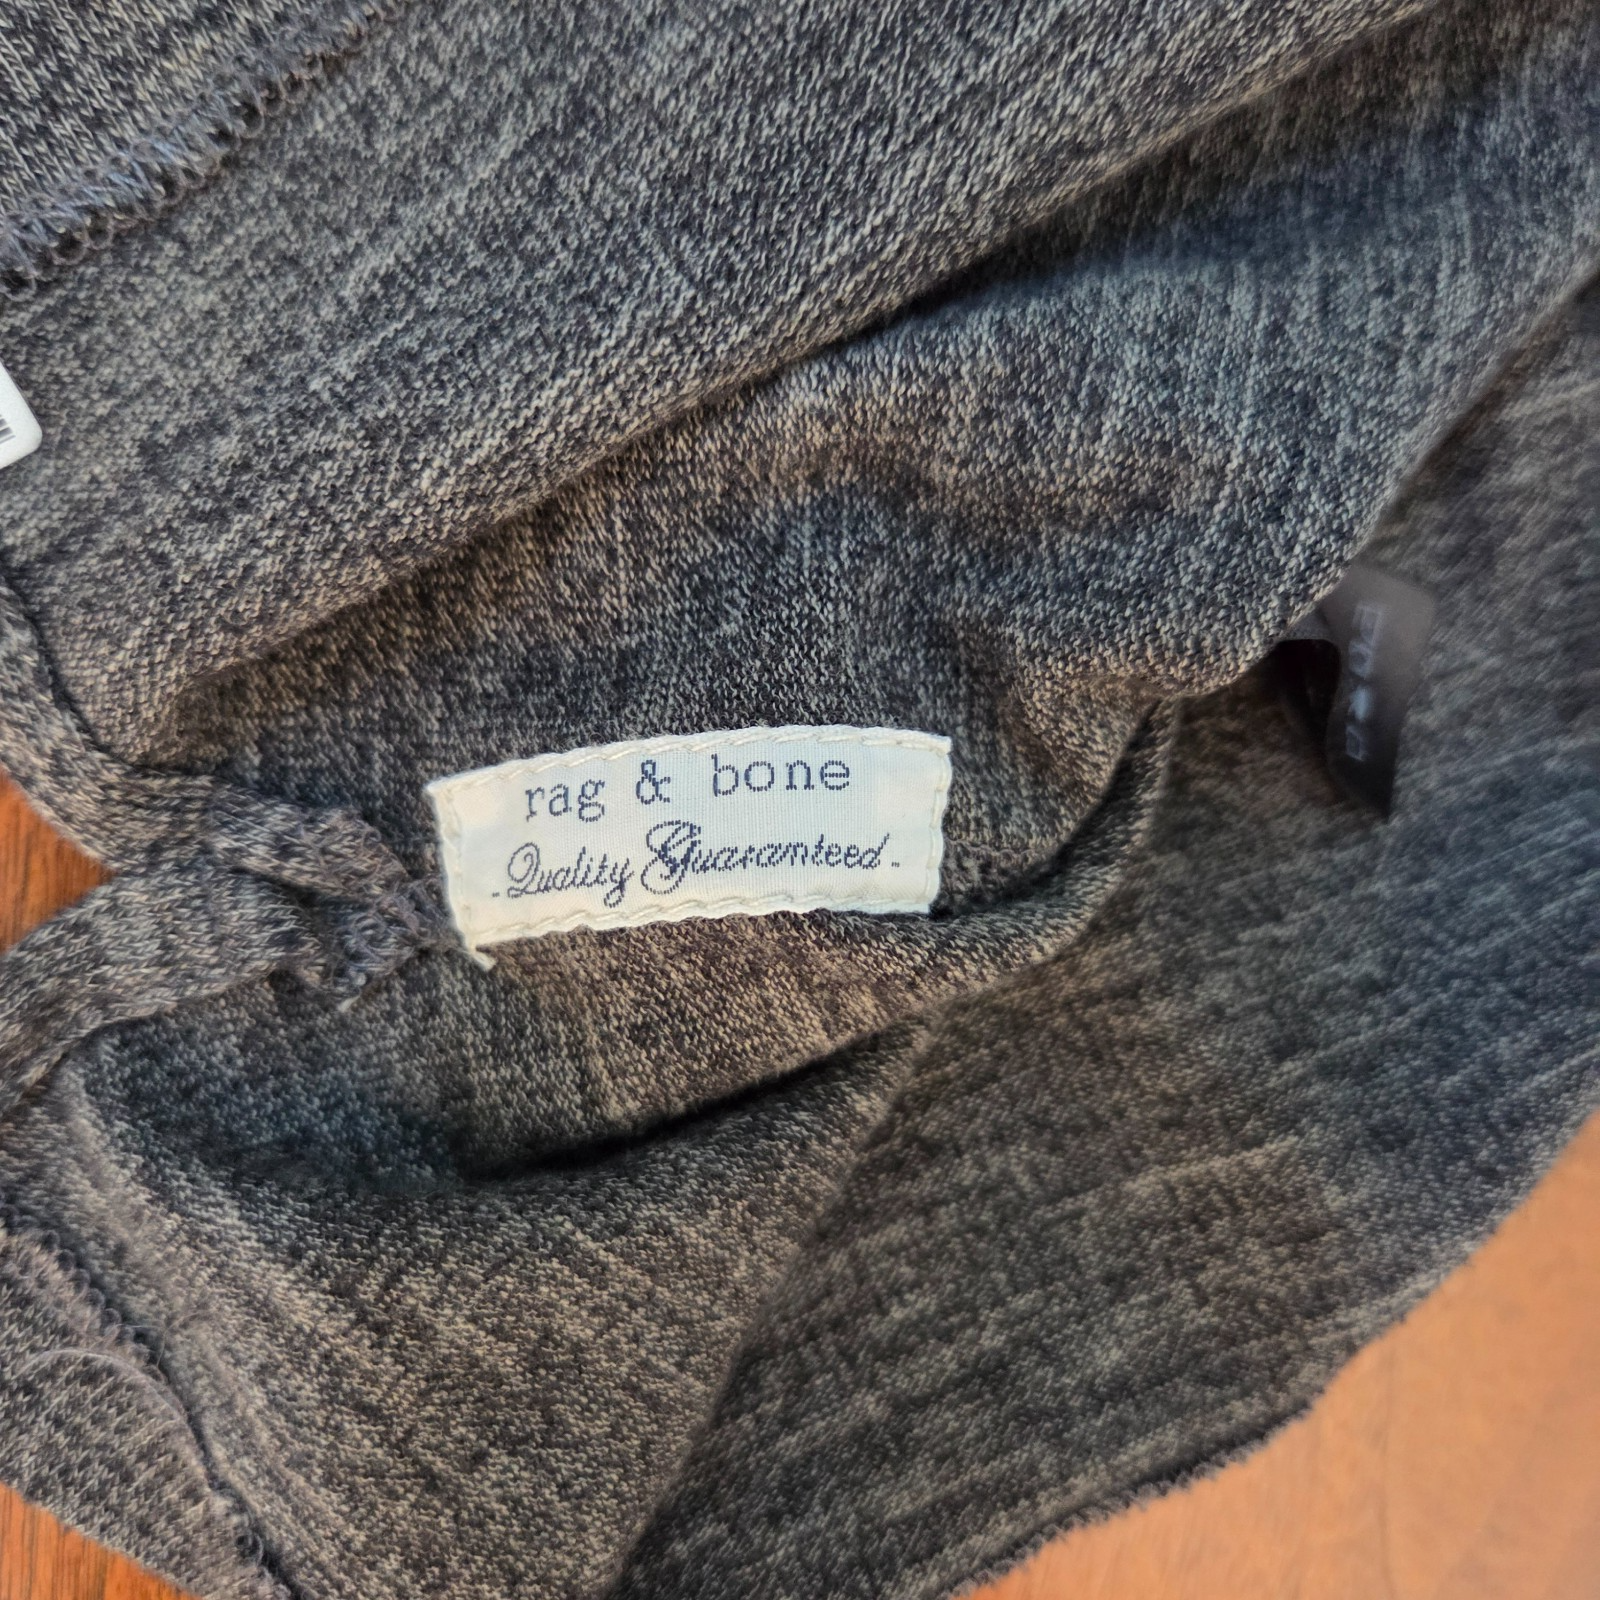 rag & bone
- Quality Guaranteed -